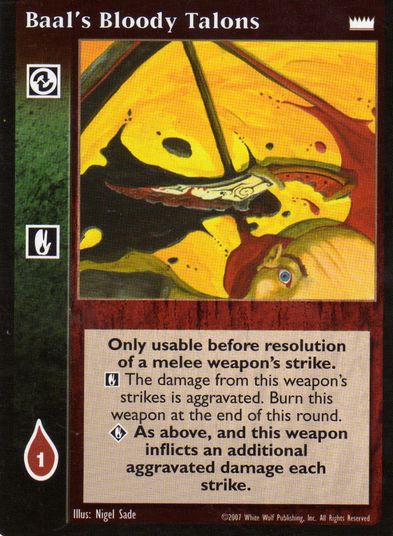 Baal's Bloody Talons
Only usable before resolution
of a melee weapon's strike.
The damage from this weapon's
strikes is aggravated. Burn this
weapon at the end of this round.
As above, and this weapon
inflicts an additional
aggravated damage each
strike.
1
Illus: Nigel Sade
©2007 White Wolf Publishing, Inc. All Rights Reserved